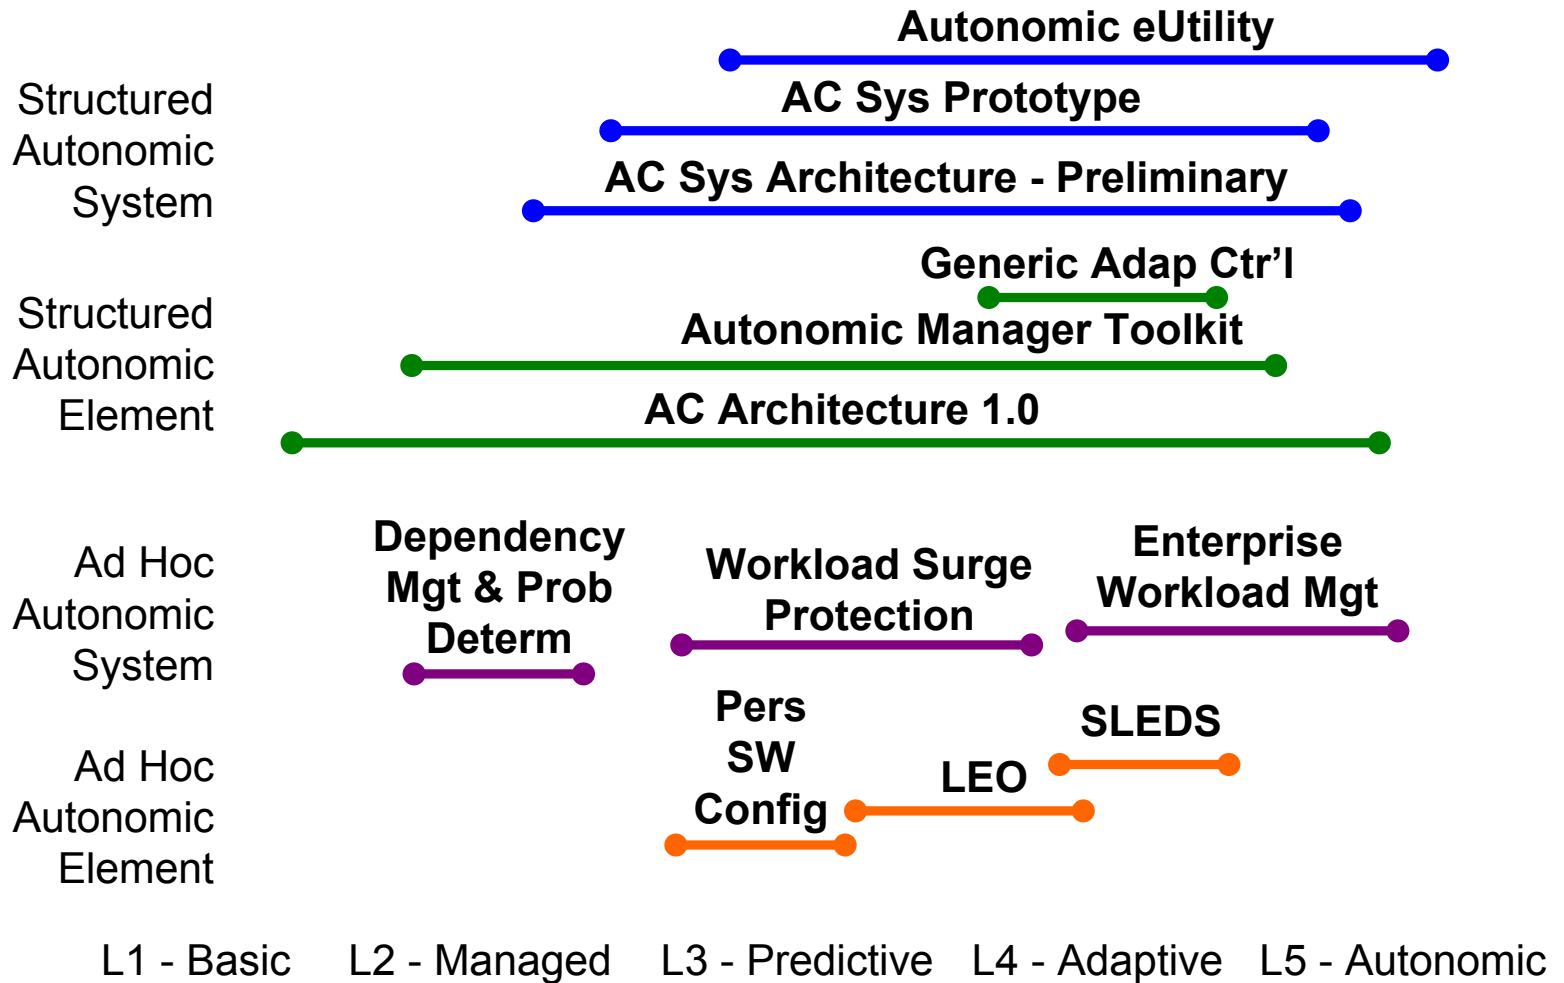 Autonomic eUtility
Structured
Autonomic
System
AC Sys Prototype
AC Sys Architecture - Preliminary
Generic Adap Ctr’l
Structured
Autonomic
Element
Autonomic Manager Toolkit
AC Architecture 1.0
Ad Hoc
Autonomic
System
Dependency
Mgt & Prob
Determ
Workload Surge
Protection
Enterprise
Workload Mgt
Ad Hoc
Autonomic
Element
Pers
SW
Config
LEO
SLEDS
L1 - Basic L2 - Managed L3 - Predictive L4 - Adaptive L5 - Autonomic